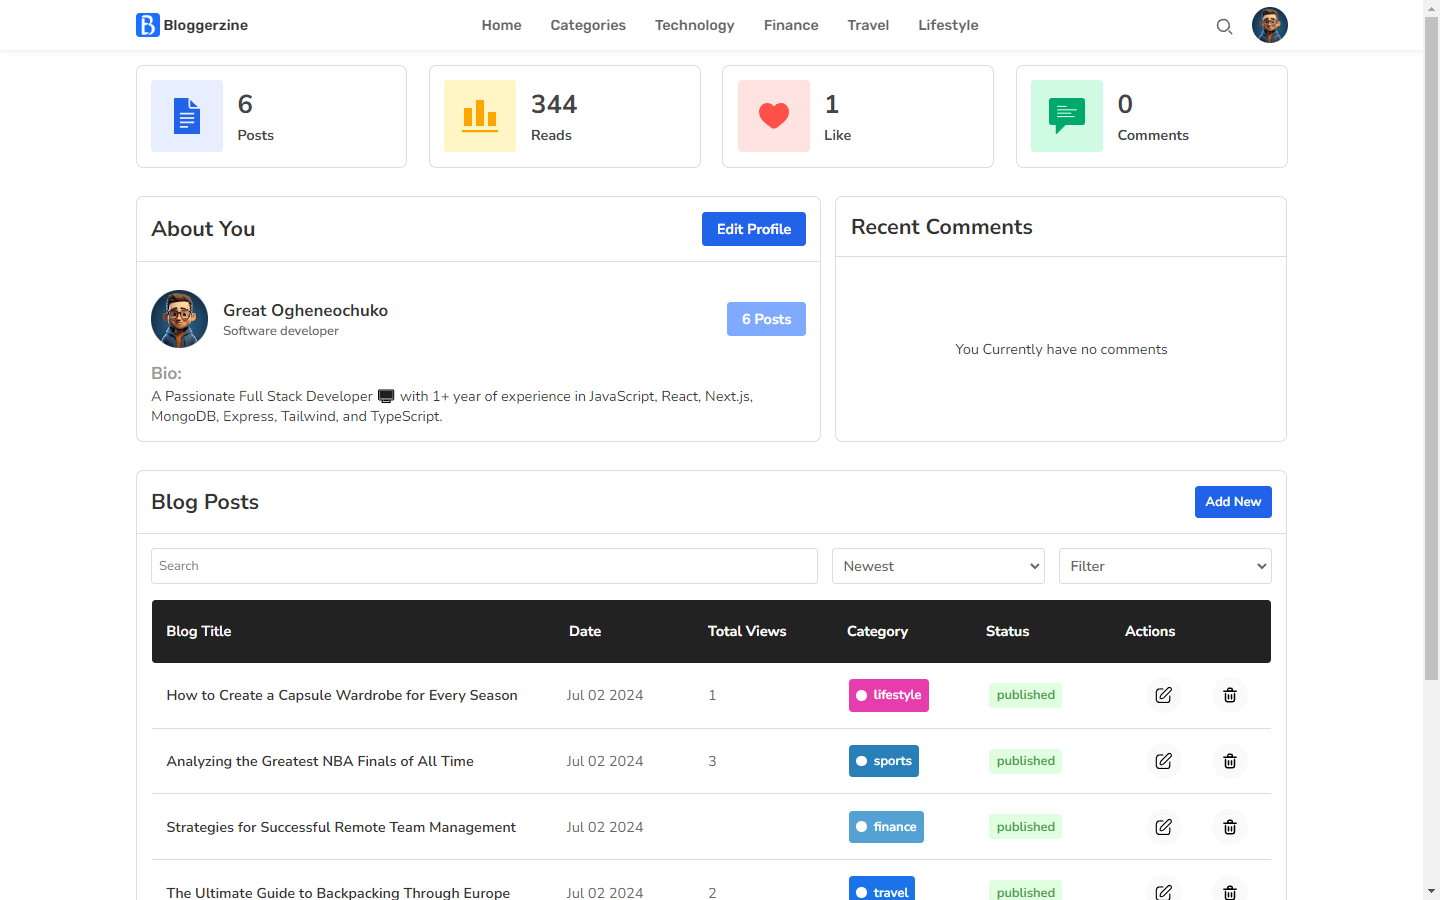 Bloggerzine
Home Categories Technology Finance Travel Lifestyle
6
Posts
344
Reads
1
Like
0
Comments
About You
Edit Profile
Great Ogheneochuko
Software developer
6 Posts
Bio:
A Passionate Full Stack Developer 🖥️ with 1+ year of experience in JavaScript, React, Next.js,
MongoDB, Express, Tailwind, and TypeScript.
Recent Comments
You Currently have no comments
Blog Posts
Add New
Search
Newest
Filter
Blog Title Date Total Views Category Status Actions
How to Create a Capsule Wardrobe for Every Season Jul 02 2024 1 lifestyle published
Analyzing the Greatest NBA Finals of All Time Jul 02 2024 3 sports published
Strategies for Successful Remote Team Management Jul 02 2024 finance published
The Ultimate Guide to Backpacking Through Europe Jul 02 2024 2 travel published